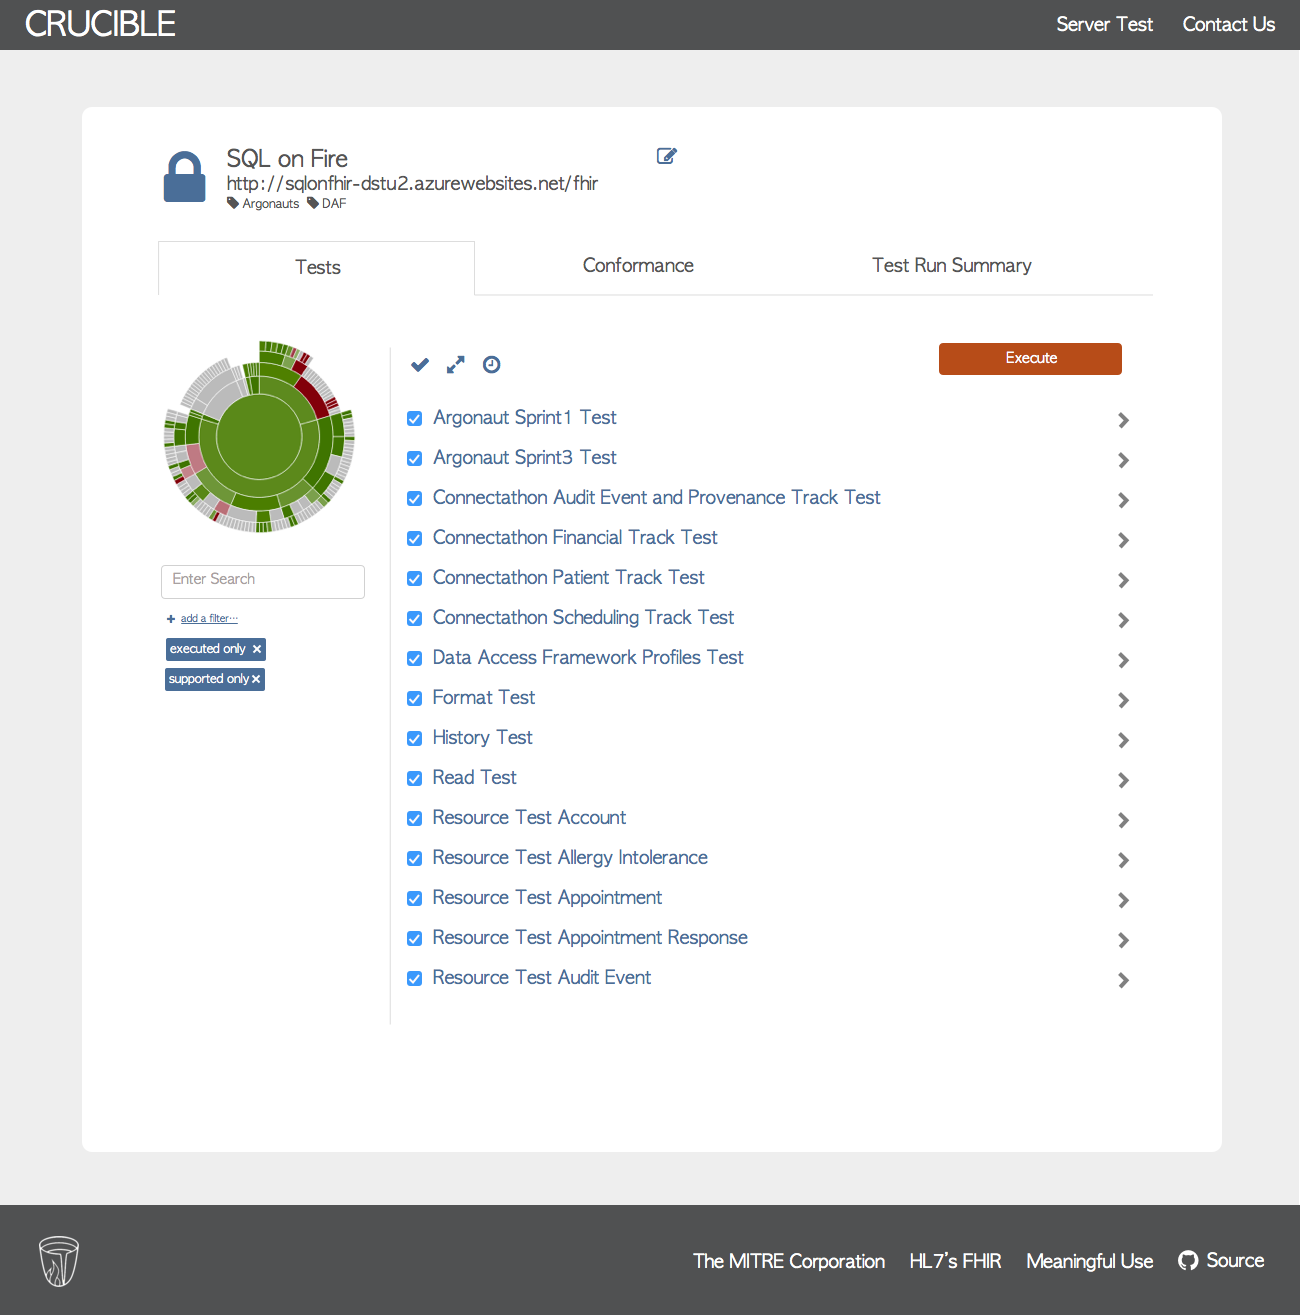 CRUCIBLE
Server Test
Contact Us
SQL on Fire
http://sqlonfhir-dstu2.azurewebsites.net/fhir
Argonauts DAF
Tests
Conformance
Test Run Summary
Execute
Argonaut Sprint1 Test
Argonaut Sprint3 Test
Connectathon Audit Event and Provenance Track Test
Connectathon Financial Track Test
Connectathon Patient Track Test
Connectathon Scheduling Track Test
Data Access Framework Profiles Test
Format Test
History Test
Read Test
Resource Test Account
Resource Test Allergy Intolerance
Resource Test Appointment
Resource Test Appointment Response
Resource Test Audit Event
Enter Search
+ add a filter...
executed only ×
supported only ×
The MITRE Corporation
HL7's FHIR
Meaningful Use
Source